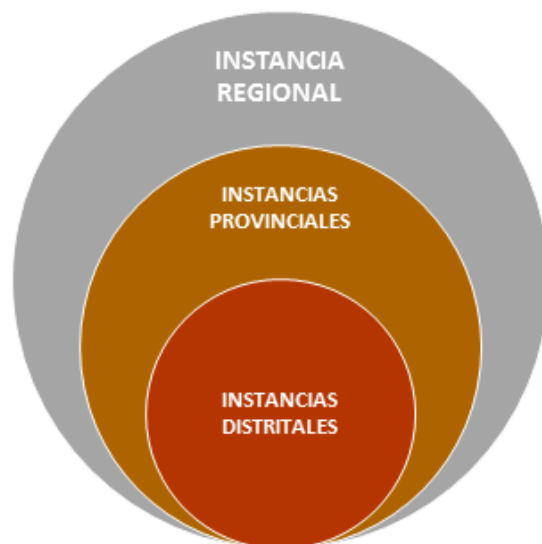 INSTANCIA
REGIONAL
INSTANCIAS
PROVINCIALES
INSTANCIAS
DISTRITALES